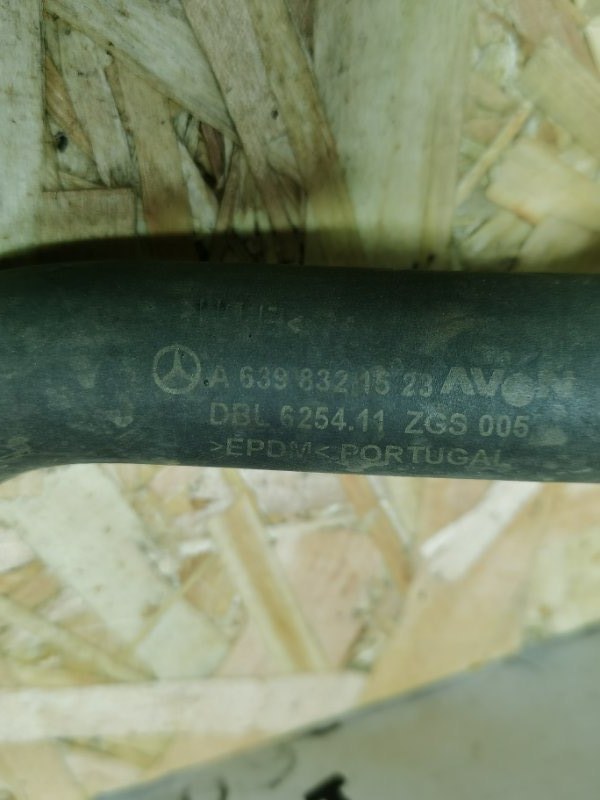 A 639 832 15 23 AVON
DBL 6254.11 ZGS 005
>EPDM< PORTUGAL